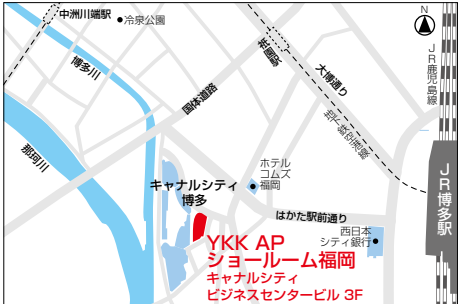 中洲川端駅
冷泉公園
祇園駅
N
JR鹿児島線
博多川
国体道路
大博通り
地下鉄空港線
那珂川
ホテル
コムズ
福岡
キャナルシティ
博多
はかた駅前通り
西日本
シティ銀行
JR博多駅
YKK AP
ショールーム福岡
キャナルシティ
ビジネスセンタービル 3F